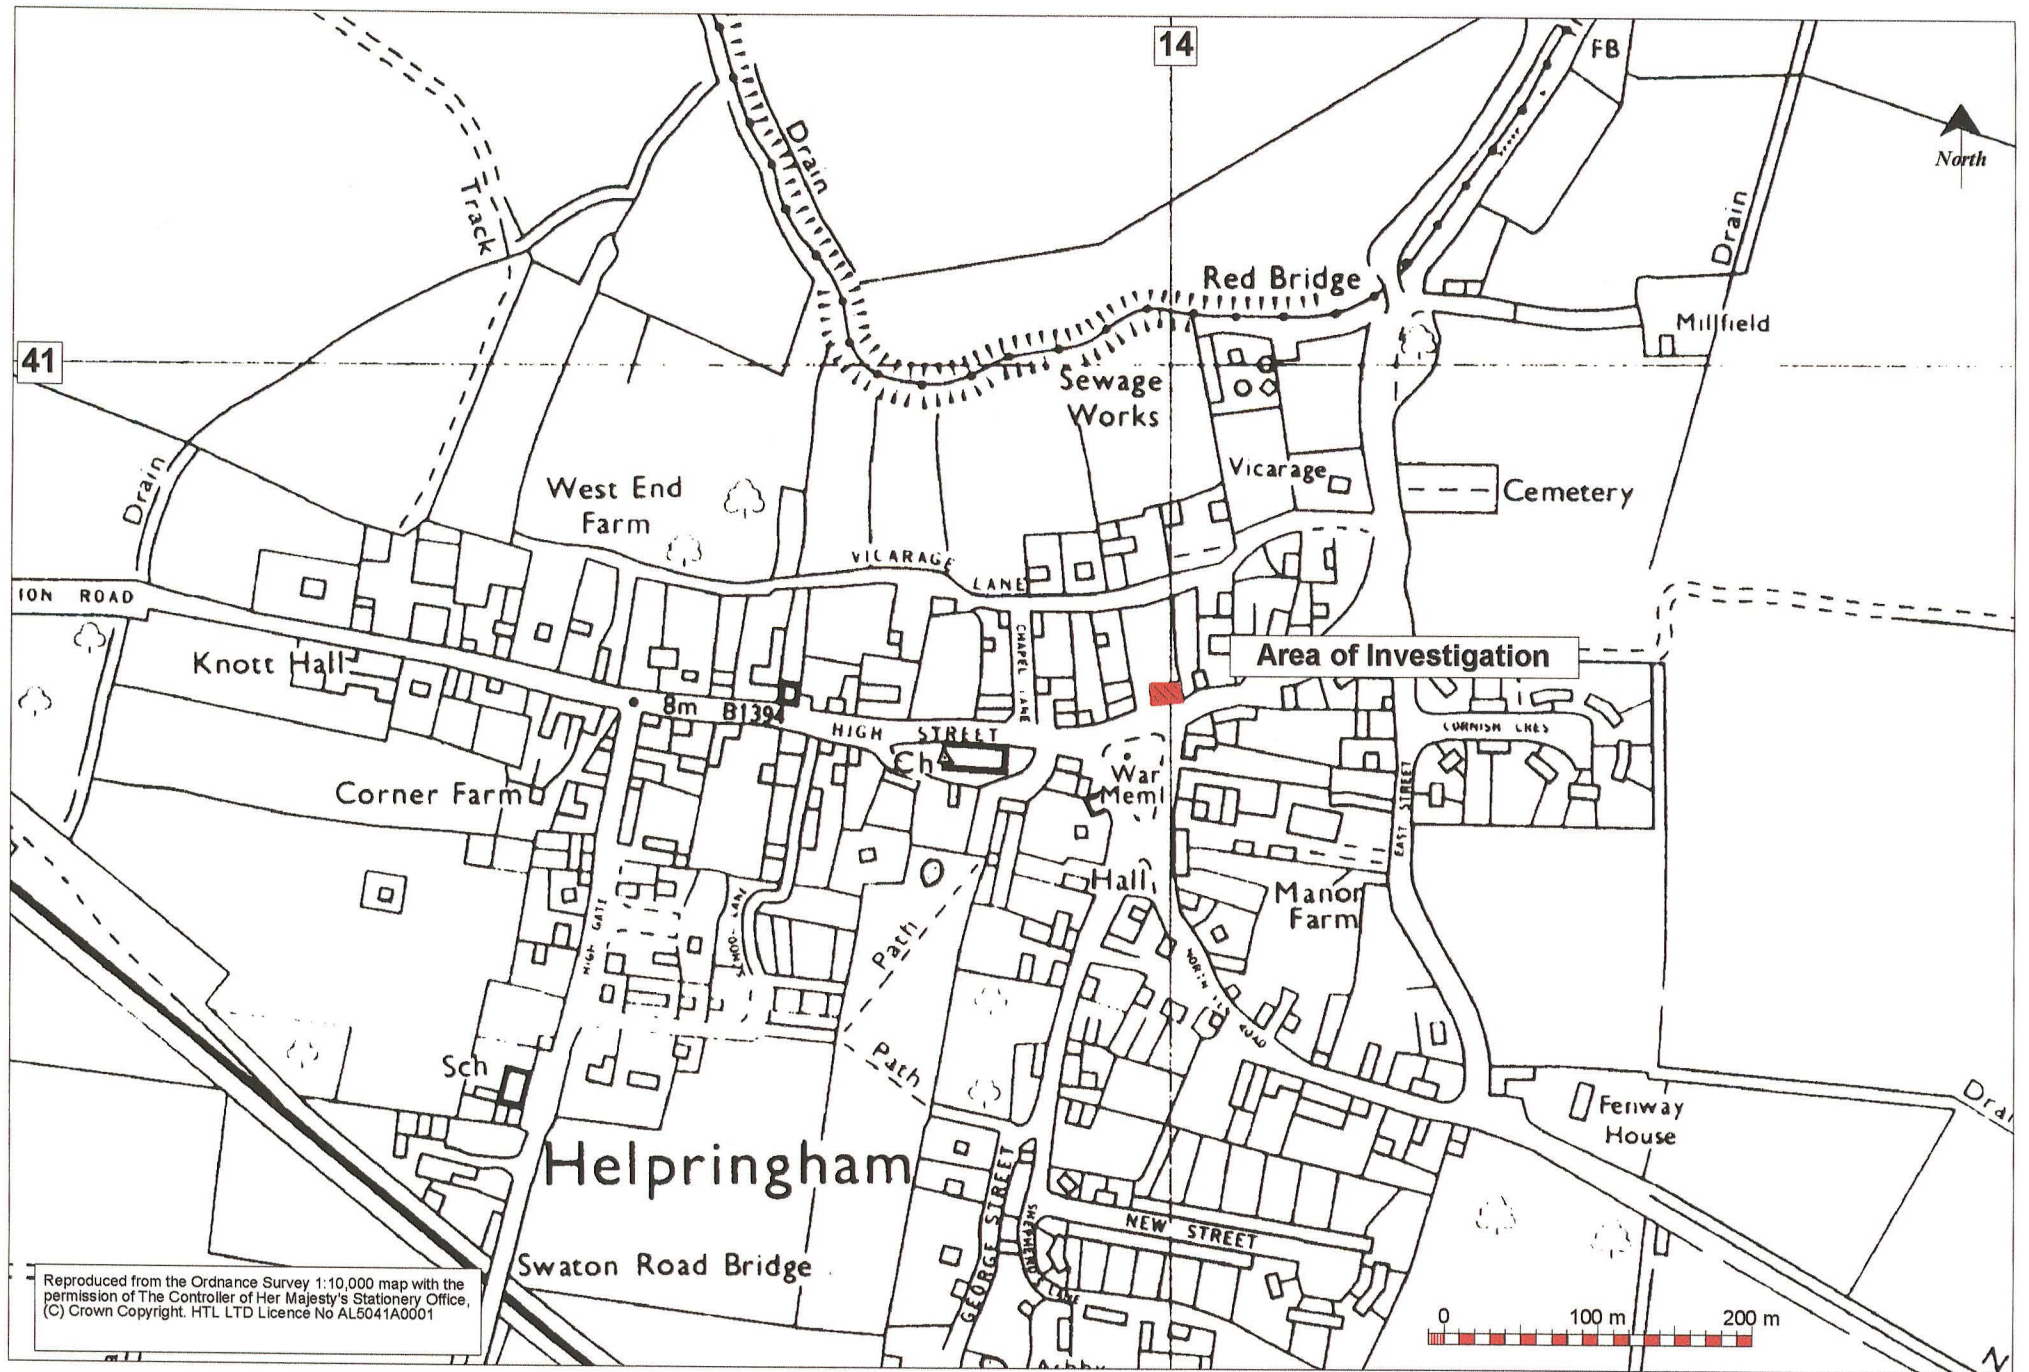 14
FB
Drain
North
Track
Drain
Red Bridge
Millfield
41
Sewage
Works
Vicarage
Cemetery
West End
Farm
Drain
VICARAGE
LANE
ION ROAD
CHAPEL LANE
Area of Investigation
Knott Hall
8m B1394
HIGH STREET
CORNISH CRES
Ch
War
Meml
Corner Farm
EAST STREET
Hall
Manor
Farm
HIGH GATE
SCHOOL LANE
Path
ROAD
Path
Sch
Fenway
House
Drai
Helpringham
GEORGE STREET
SHEPHERD
LANE
NEW STREET
Swaton Road Bridge
Reproduced from the Ordnance Survey 1:10,000 map with the
permission of The Controller of Her Majesty's Stationery Office,
(C) Crown Copyright. HTL LTD Licence No AL5041A0001
0 100 m 200 m